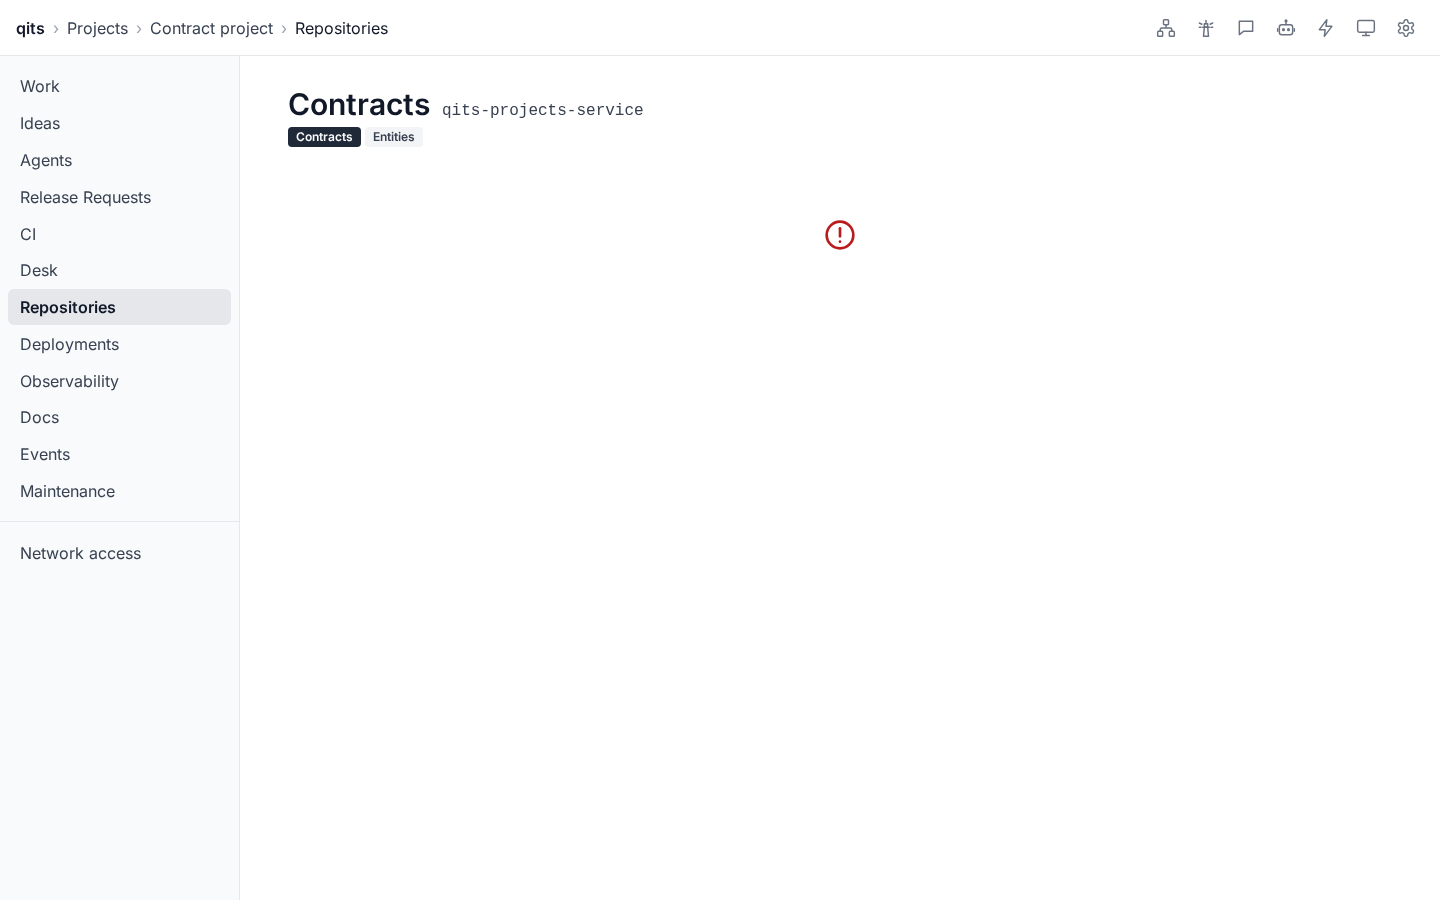 qits › Projects › Contract project › Repositories
Work
Ideas
Agents
Release Requests
CI
Desk
Repositories
Deployments
Observability
Docs
Events
Maintenance
Network access
Contracts qits-projects-service
Contracts Entities